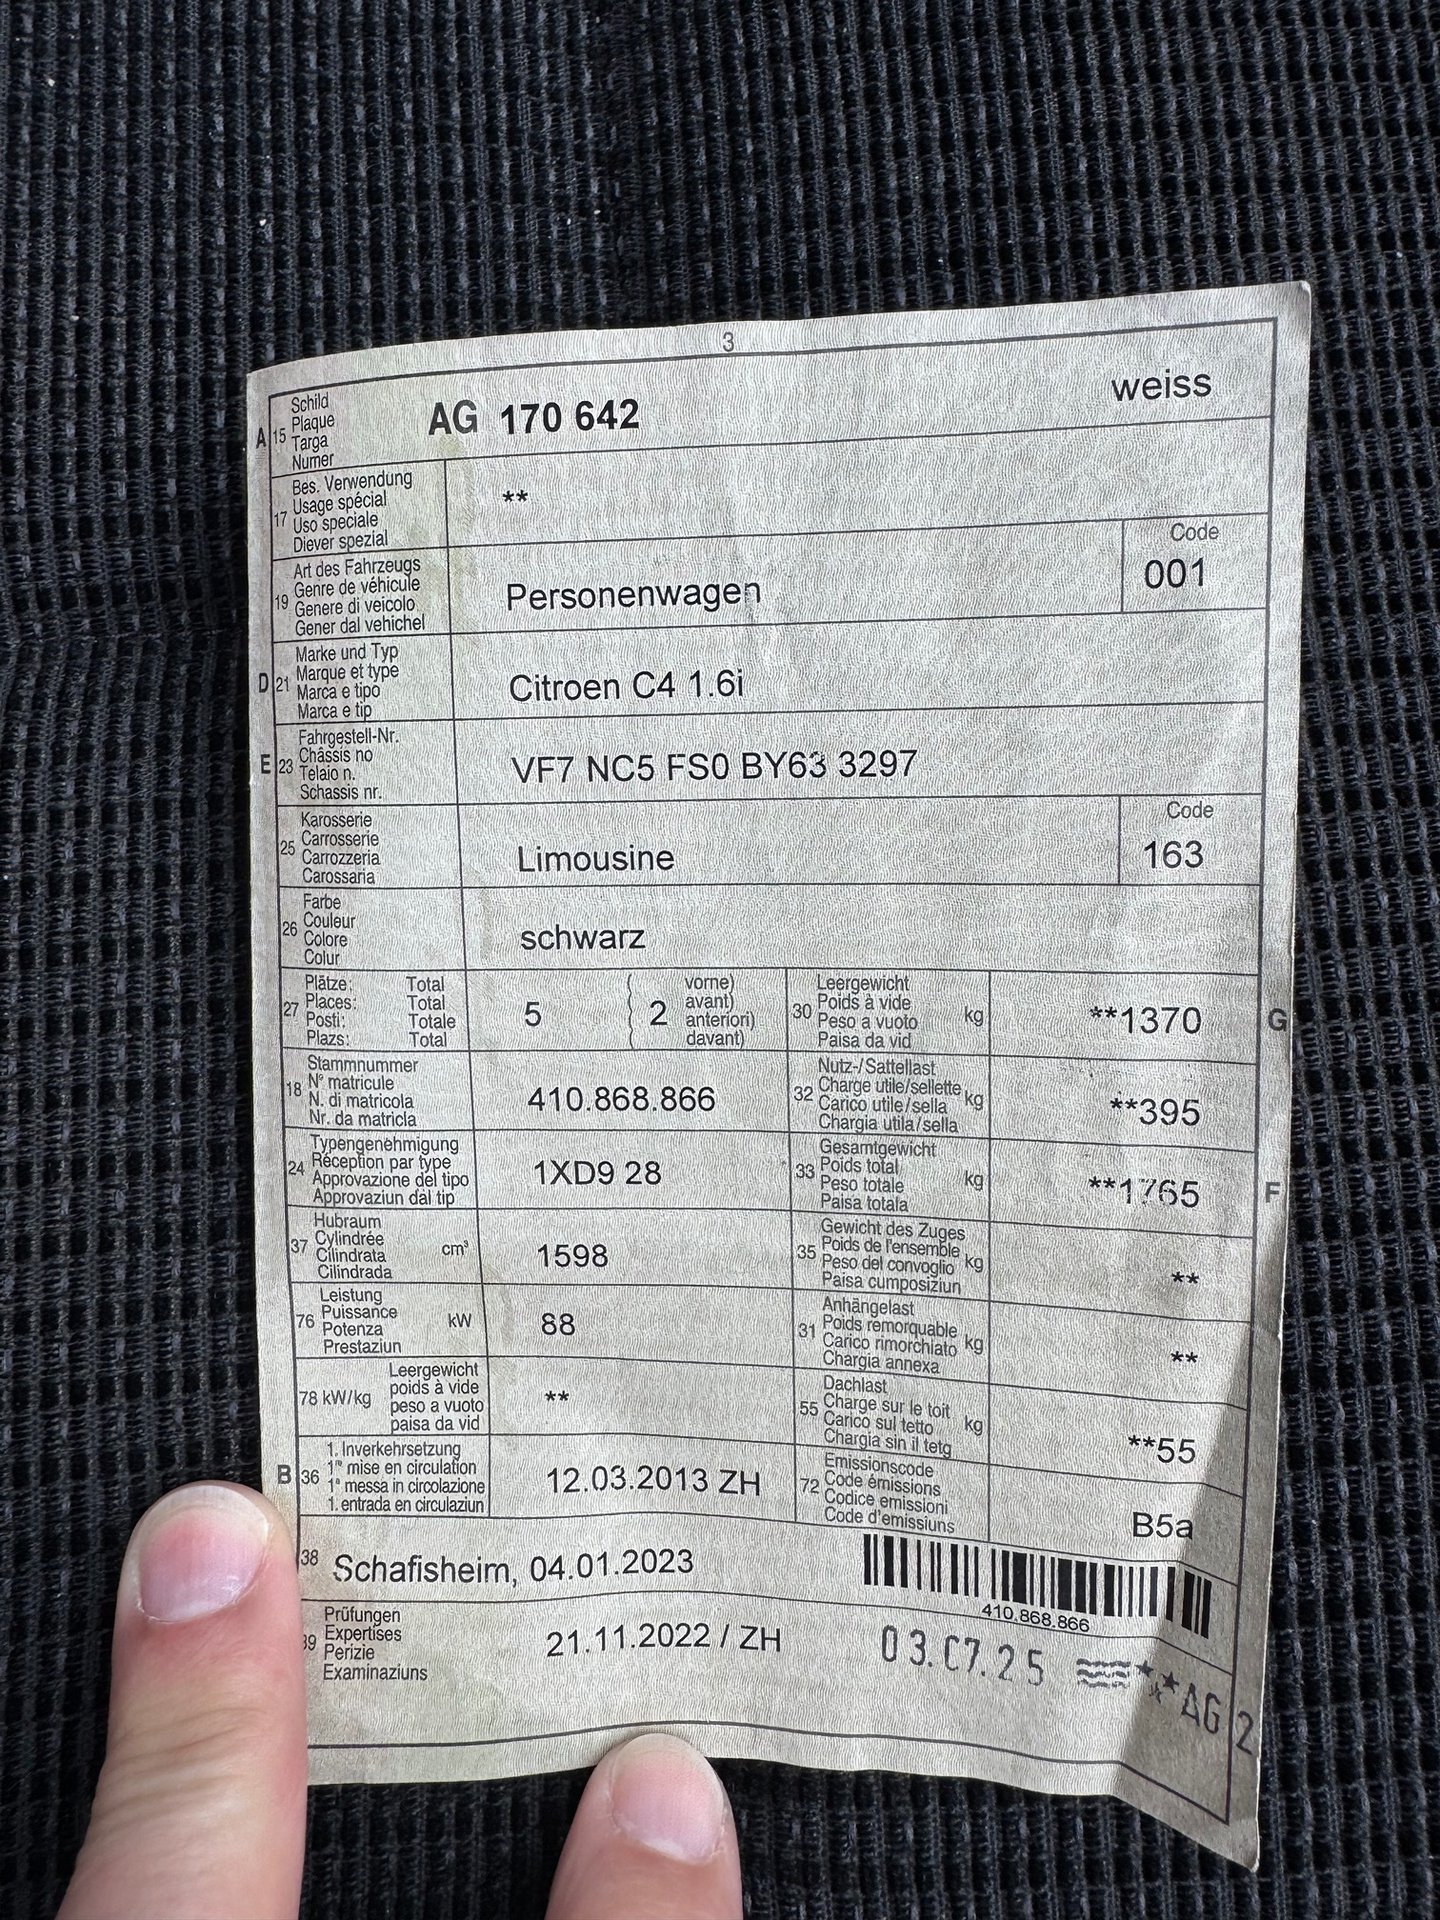 3
A 15 Schild
Plaque
Targa
Numer
AG 170 642 weiss
17 Bes. Verwendung
Usage spécial
Uso speciale
Diever spezial
**
19 Art des Fahrzeugs
Genre de véhicule
Genere di veicolo
Gener dal vehichel
Personenwagen
Code
001
D 21 Marke und Typ
Marque et type
Marca e tipo
Marca e tip
Citroen C4 1.6i
E 23 Fahrgestell-Nr.
Châssis no
Telaio n.
Schassis nr.
VF7 NC5 FS0 BY63 3297
25 Karosserie
Carrosserie
Carrozzeria
Carossaria
Limousine
Code
163
26 Farbe
Couleur
Colore
Colur
schwarz
27 Plätze: Total
Places: Total
Posti: Totale
Plazs: Total
5
( 2 vorne)
( avant)
( anteriori)
( davant)
30 Leergewicht
Poids à vide
Peso a vuoto
Paisa da vid
kg
**1370
G
18 Stammnummer
N° matricule
N. di matricola
Nr. da matricla
410.868.866
32 Nutz-/Sattellast
Charge utile/sellette
Carico utile/sella
Chargia utila/sella
kg
**395
24 Typengenehmigung
Réception par type
Approvazione del tipo
Approvaziun dal tip
1XD9 28
33 Gesamtgewicht
Poids total
Peso totale
Paisa totala
kg
**1765
F
37 Hubraum
Cylindrée
Cilindrata
Cilindrada
cm³
1598
35 Gewicht des Zuges
Poids de l'ensemble
Peso del convoglio
Paisa cumposiziun
kg
**
76 Leistung
Puissance
Potenza
Prestaziun
kW
88
31 Anhängelast
Poids remorquable
Carico rimorchiato
Chargia annexa
kg
**
78 kW/kg
Leergewicht
poids à vide
peso a vuoto
paisa da vid
**
55 Dachlast
Charge sur le toit
Carico sul tetto
Chargia sin il tetg
kg
**55
B 36 1. Inverkehrsetzung
1re mise en circulation
1a messa in circolazione
1. entrada en circulaziun
12.03.2013 ZH
72 Emissionscode
Code émissions
Codice emissioni
Code d'emissiuns
B5a
38 Schafisheim, 04.01.2023
410.868.866
39 Prüfungen
Expertises
Perizie
Examinaziuns
21.11.2022 / ZH
03.07.25 AG
2